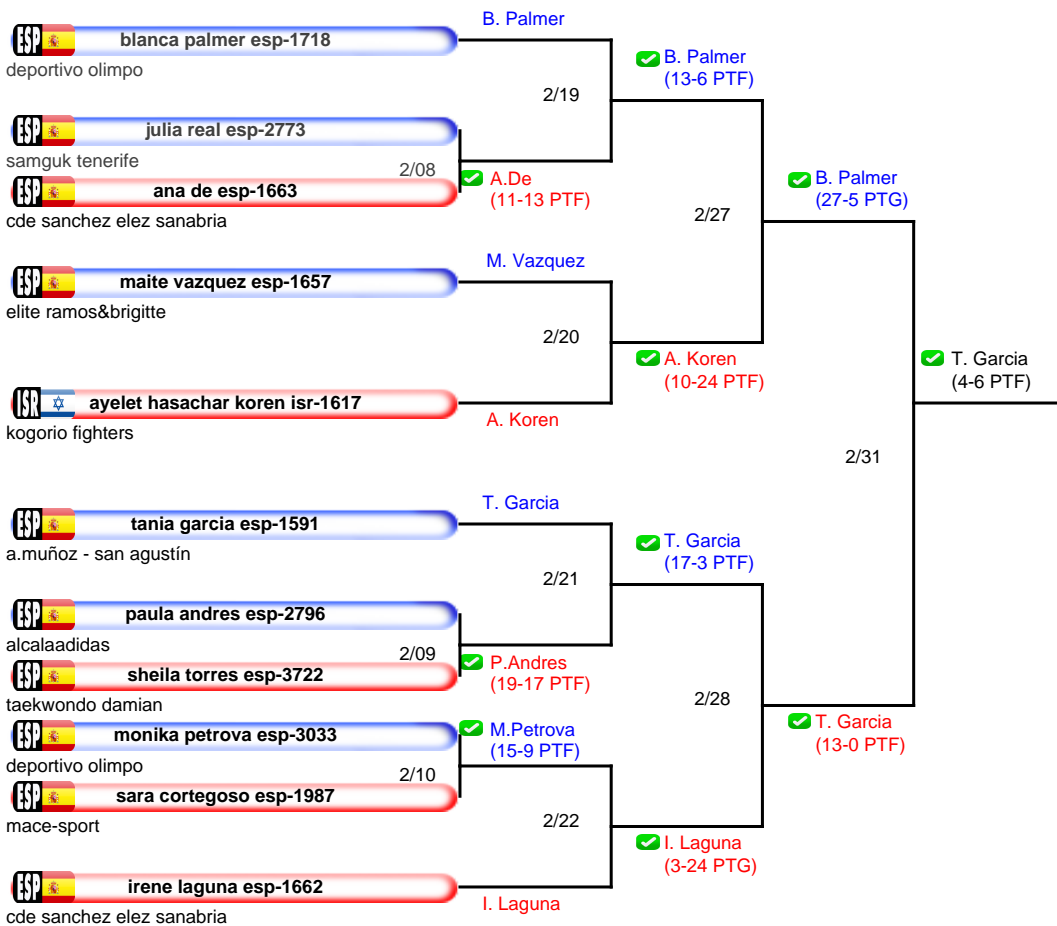 ESP blanca palmer esp-1718
deportivo olimpo
ESP julia real esp-2773
samguk tenerife
ESP ana de esp-1663
cde sanchez elez sanabria
ESP maite vazquez esp-1657
elite ramos&brigitte
ISR ayelet hasachar koren isr-1617
kogorio fighters
ESP tania garcia esp-1591
a.muñoz - san agustín
ESP paula andres esp-2796
alcalaadidas
ESP sheila torres esp-3722
taekwondo damian
ESP monika petrova esp-3033
deportivo olimpo
ESP sara cortegoso esp-1987
mace-sport
ESP irene laguna esp-1662
cde sanchez elez sanabria
2/08
2/09
2/10
B. Palmer
A.De
(11-13 PTF)
M. Vazquez
A. Koren
T. Garcia
P.Andres
(19-17 PTF)
M.Petrova
(15-9 PTF)
I. Laguna
2/19
2/20
2/21
2/22
B. Palmer
(13-6 PTF)
A. Koren
(10-24 PTF)
T. Garcia
(17-3 PTF)
I. Laguna
(3-24 PTG)
2/27
2/28
B. Palmer
(27-5 PTG)
T. Garcia
(13-0 PTF)
2/31
T. Garcia
(4-6 PTF)